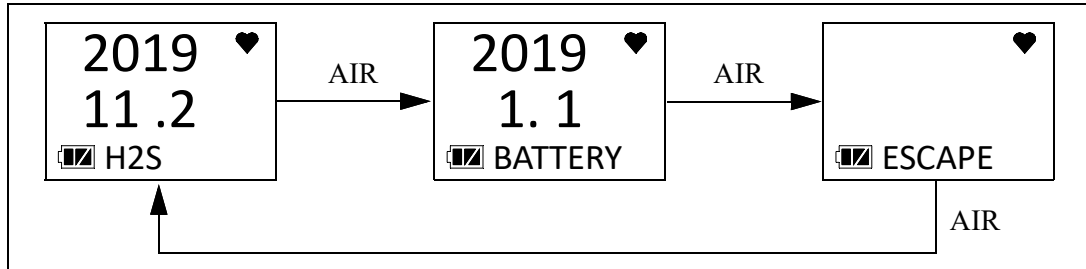 2019
11 .2
H2S
AIR
2019
1. 1
BATTERY
AIR
ESCAPE
AIR